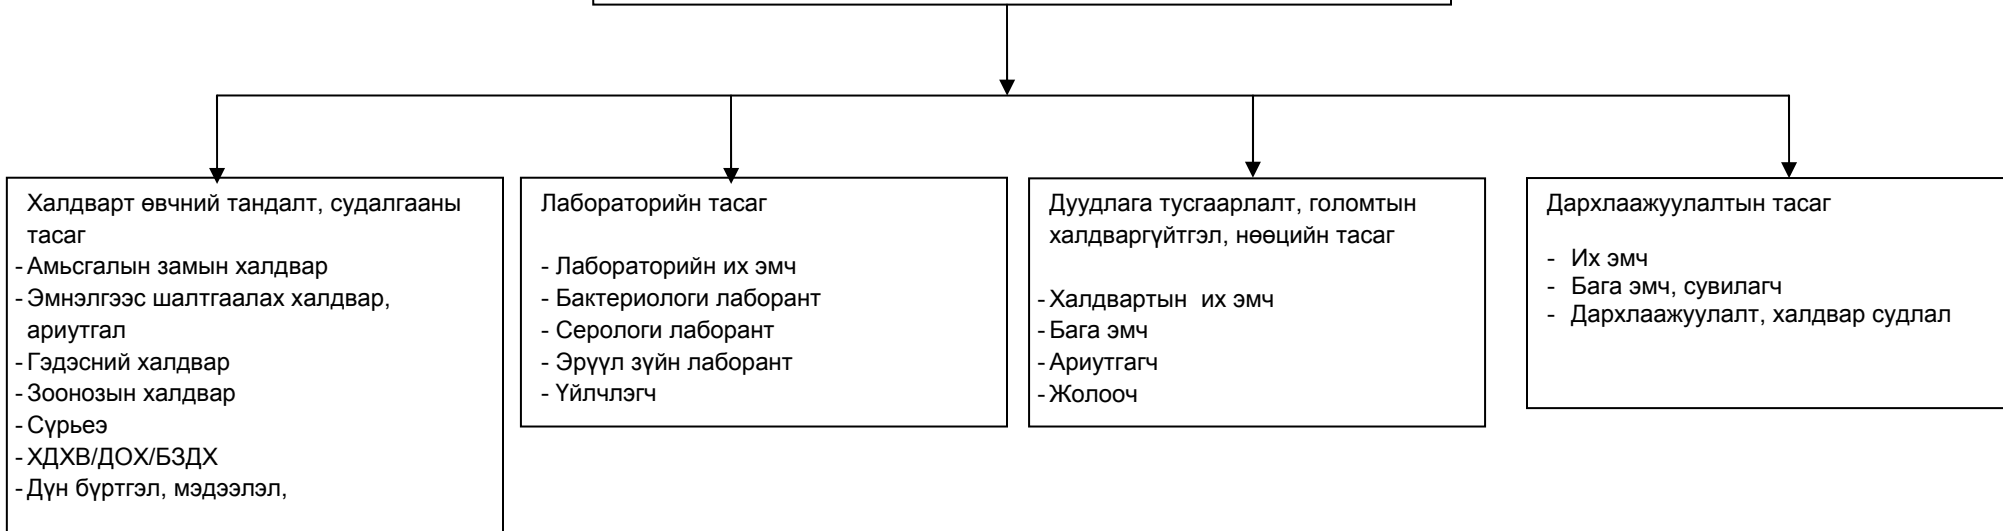 Халдварт өвчний тандалт, судалгааны
тасаг
- Амьсгалын замын халдвар
- Эмнэлгээс шалтгаалах халдвар,
ариутгал
- Гэдэсний халдвар
- Зоонозын халдвар
- Сүрьеэ
- ХДХВ/ДОХ/БЗДХ
- Дүн бүртгэл, мэдээлэл,
Лабораторийн тасаг
- Лабораторийн их эмч
- Бактериологи лаборант
- Серологи лаборант
- Эрүүл зүйн лаборант
- Үйлчлэгч
Дуудлага тусгаарлалт, голомтын
халдваргүйтгэл, нөөцийн тасаг
- Халдвартын их эмч
- Бага эмч
- Ариутгагч
- Жолооч
Дархлаажуулалтын тасаг
- Их эмч
- Бага эмч, сувилагч
- Дархлаажуулалт, халдвар судлал